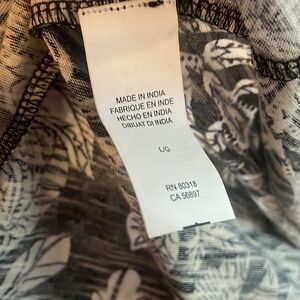 MADE IN INDIA
FABRIQUE EN INDE
HECHO EN INDIA
DIBUAT DI INDIA
L/G
RN 80318
CA 56897